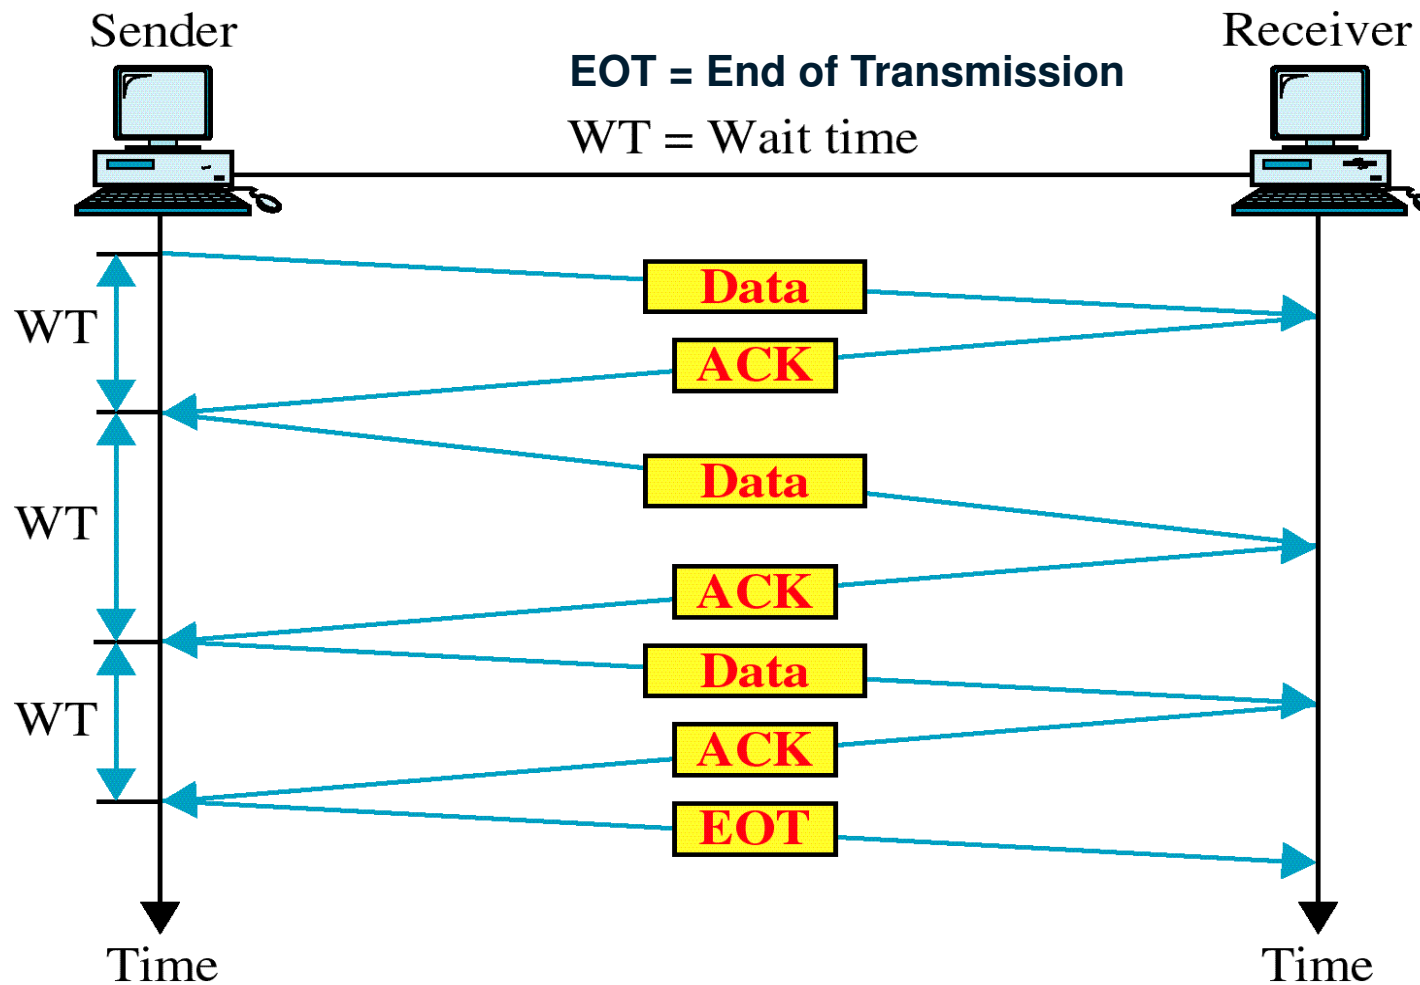 Sender
Receiver
EOT = End of Transmission
WT = Wait time
Data
WT
ACK
Data
WT
ACK
Data
WT
ACK
EOT
Time
Time